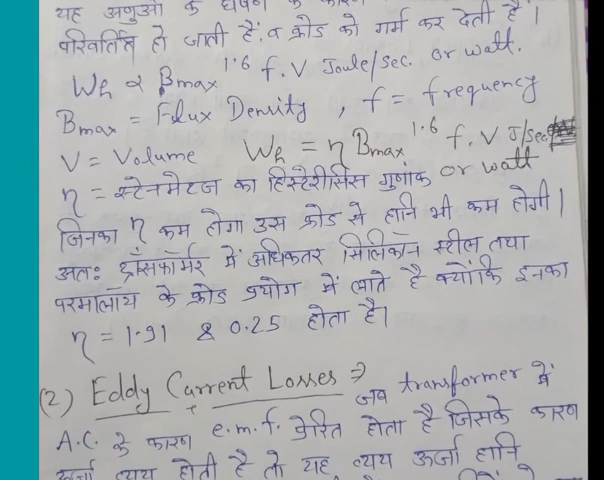 यह अणुओ के घर्षण के कारण
परिवर्तित हो जाती हैं, व क्रोड को गर्म कर देती है।
Wh ∝ Bmax^1.6 f. V Joule/sec. or watt.
Bmax = Flux Density, f = frequency
V = Volume Wh = η Bmax^1.6 f. V J/sec
η = स्टेनमेटज का हिस्टेरीसिस गुणांक or watt
जिनका η कम होगा उस क्रोड मे हानि भी कम होगी।
अतः ट्राँसफॉर्मर में अधिकतर सिलिकॉन स्टील तथा
परमालॉय के क्रोड प्रयोग में लाते है क्योंकि इनका
η = 1.91 & 0.25 होता है।
(2) Eddy Current Losses ⇒ जब transformer में
A.C. के कारण e.m.f. प्रेरित होता है जिसके कारण
ऊर्जा व्यय होती है तो यह व्यय ऊर्जा हानि